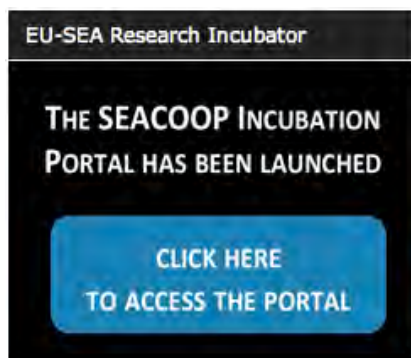 EU-SEA Research Incubator
THE SEACOOP INCUBATION
PORTAL HAS BEEN LAUNCHED
CLICK HERE
TO ACCESS THE PORTAL